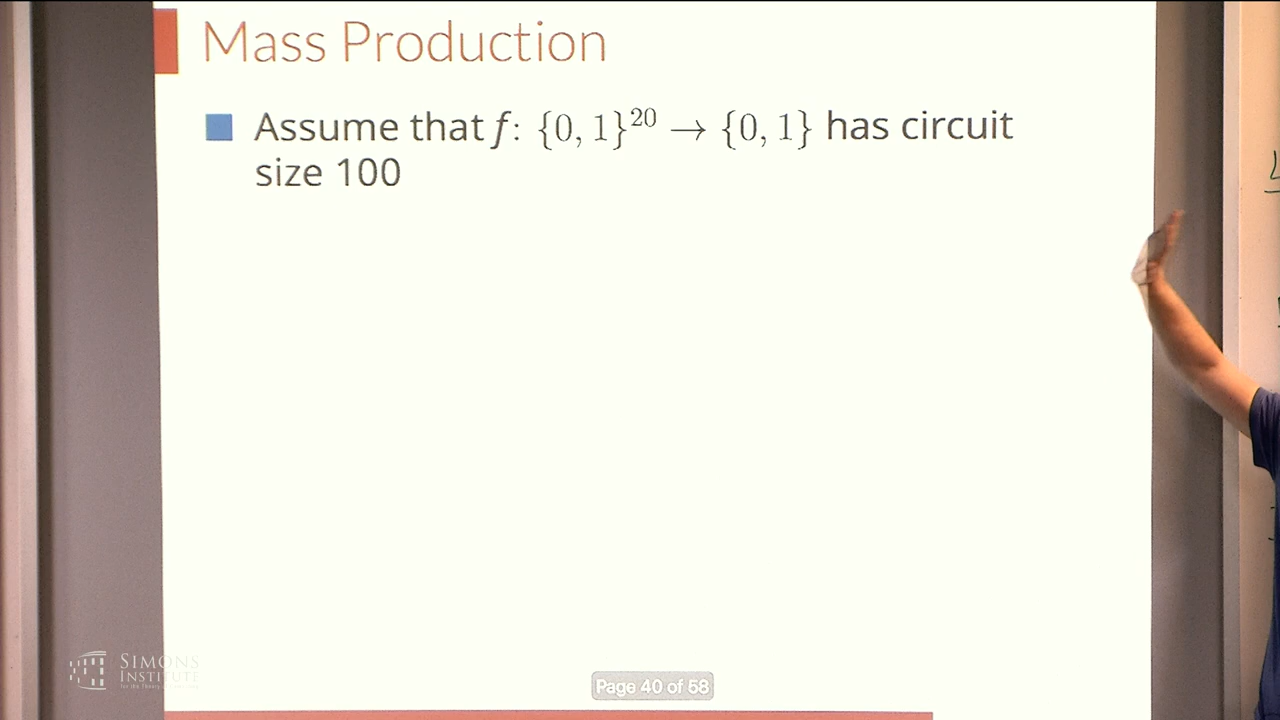 Mass Production
Assume that f: {0, 1}^20 → {0, 1} has circuit
size 100
SIMONS
INSTITUTE
Page 40 of 58